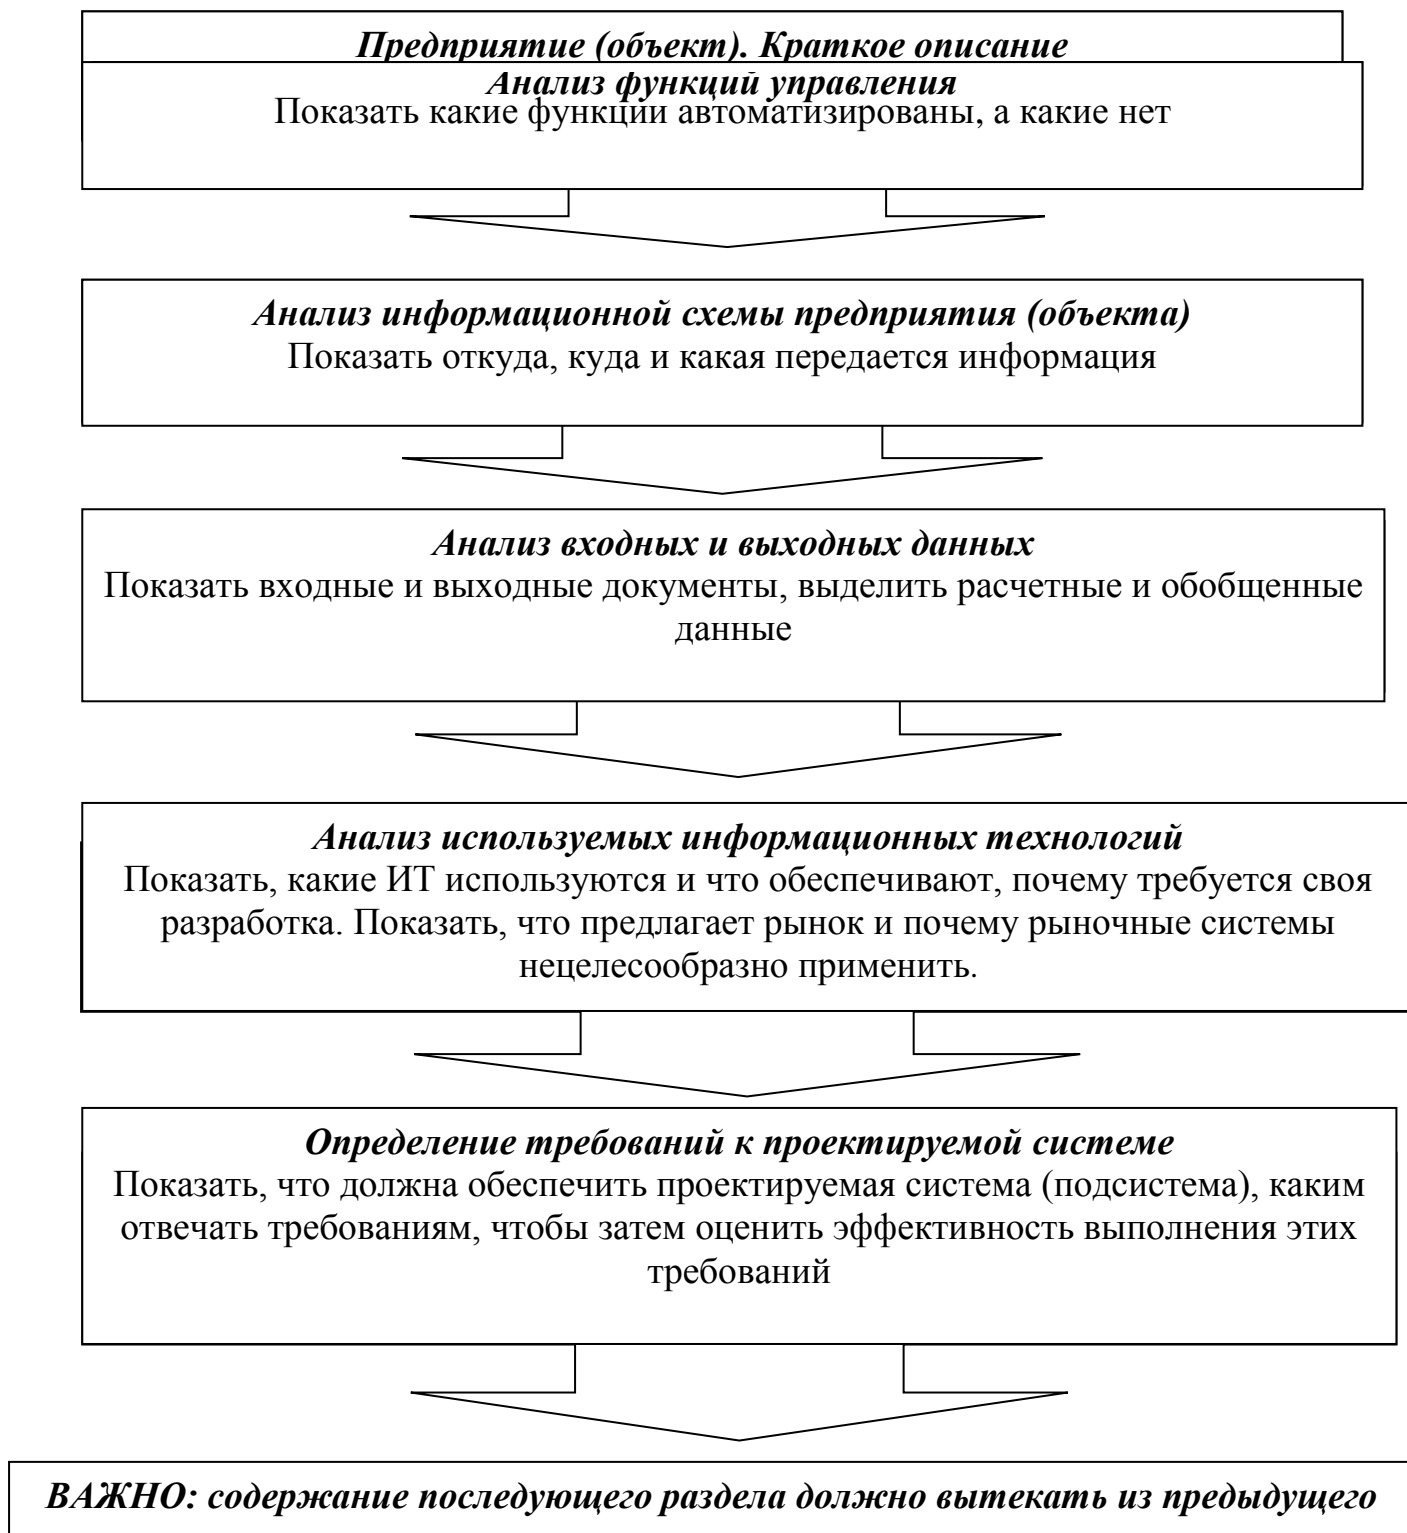 Предприятие (объект). Краткое описание
Анализ функций управления
Показать какие функции автоматизированы, а какие нет
Анализ информационной схемы предприятия (объекта)
Показать откуда, куда и какая передается информация
Анализ входных и выходных данных
Показать входные и выходные документы, выделить расчетные и обобщенные
данные
Анализ используемых информационных технологий
Показать, какие ИТ используются и что обеспечивают, почему требуется своя
разработка. Показать, что предлагает рынок и почему рыночные системы
нецелесообразно применить.
Определение требований к проектируемой системе
Показать, что должна обеспечить проектируемая система (подсистема), каким
отвечать требованиям, чтобы затем оценить эффективность выполнения этих
требований
ВАЖНО: содержание последующего раздела должно вытекать из предыдущего